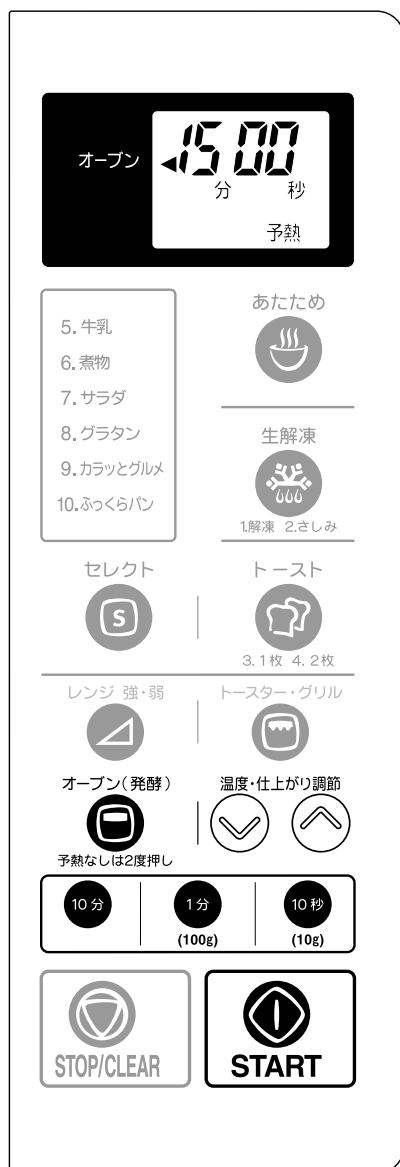 オーブン
15 00
分 秒
予熱
5. 牛乳
6. 煮物
7. サラダ
8. グラタン
9. カラッとグルメ
10. ふっくらパン
あたため
生解凍
1.解凍 2.さしみ
セレクト
S
トースト
3. 1枚 4. 2枚
レンジ 強・弱
トースター・グリル
オーブン(発酵)
予熱なしは2度押し
温度・仕上がり調節
10分
1分
(100g)
10秒
(10g)
STOP/CLEAR
START